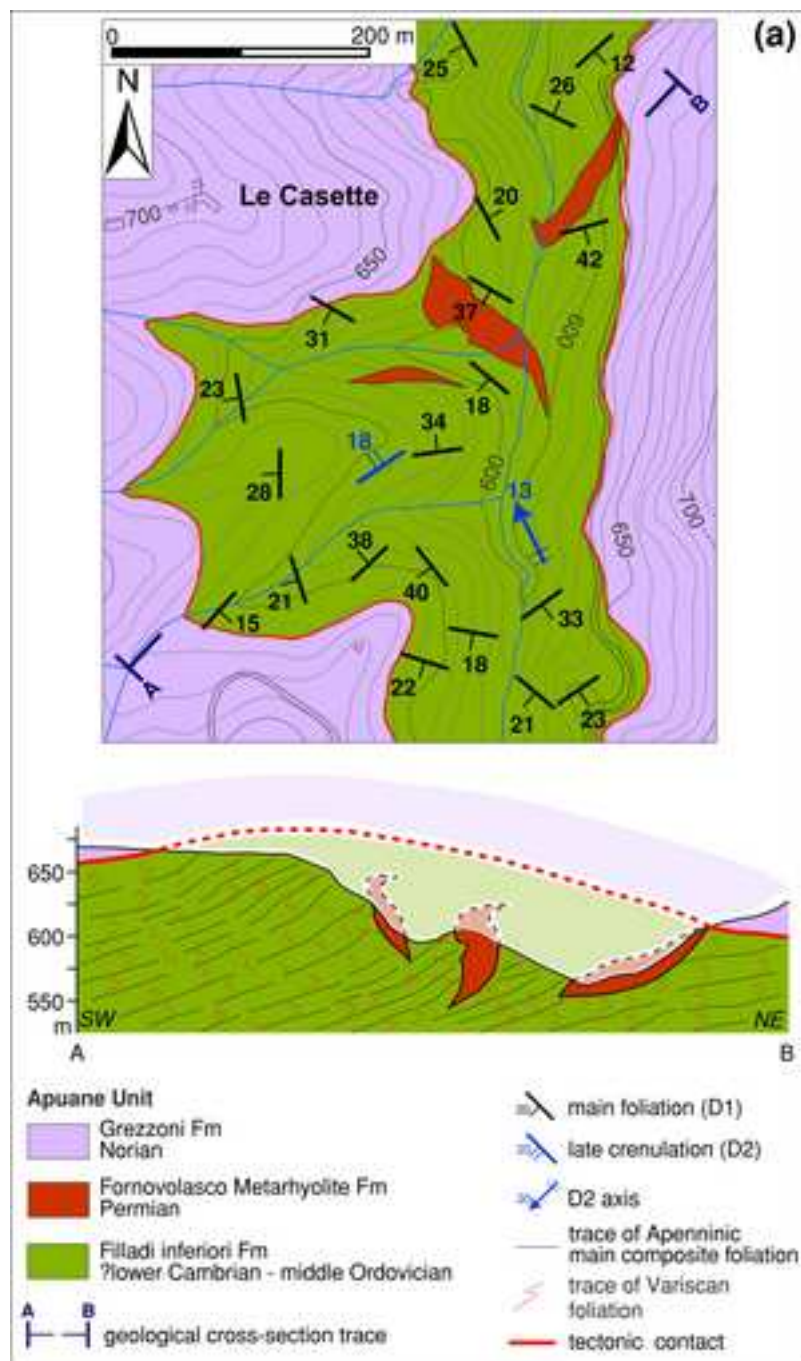 (a)
0 200 m
25
12
26
B
N
Le Casette
20
700
42
650
37
31
600
23
18
34
18
28
600
13
700
38
650
40
21
15
33
A
18
22
21
23
650
600
550
m
SW
NE
A
B
Apuane Unit
Grezzoni Fm
Norian
Fornovolasco Metarhyolite Fm
Permian
Filladi inferiori Fm
?lower Cambrian - middle Ordovician
A B
geological cross-section trace
main foliation (D1)
late crenulation (D2)
D2 axis
trace of Apenninic
main composite foliation
trace of Variscan
foliation
tectonic contact